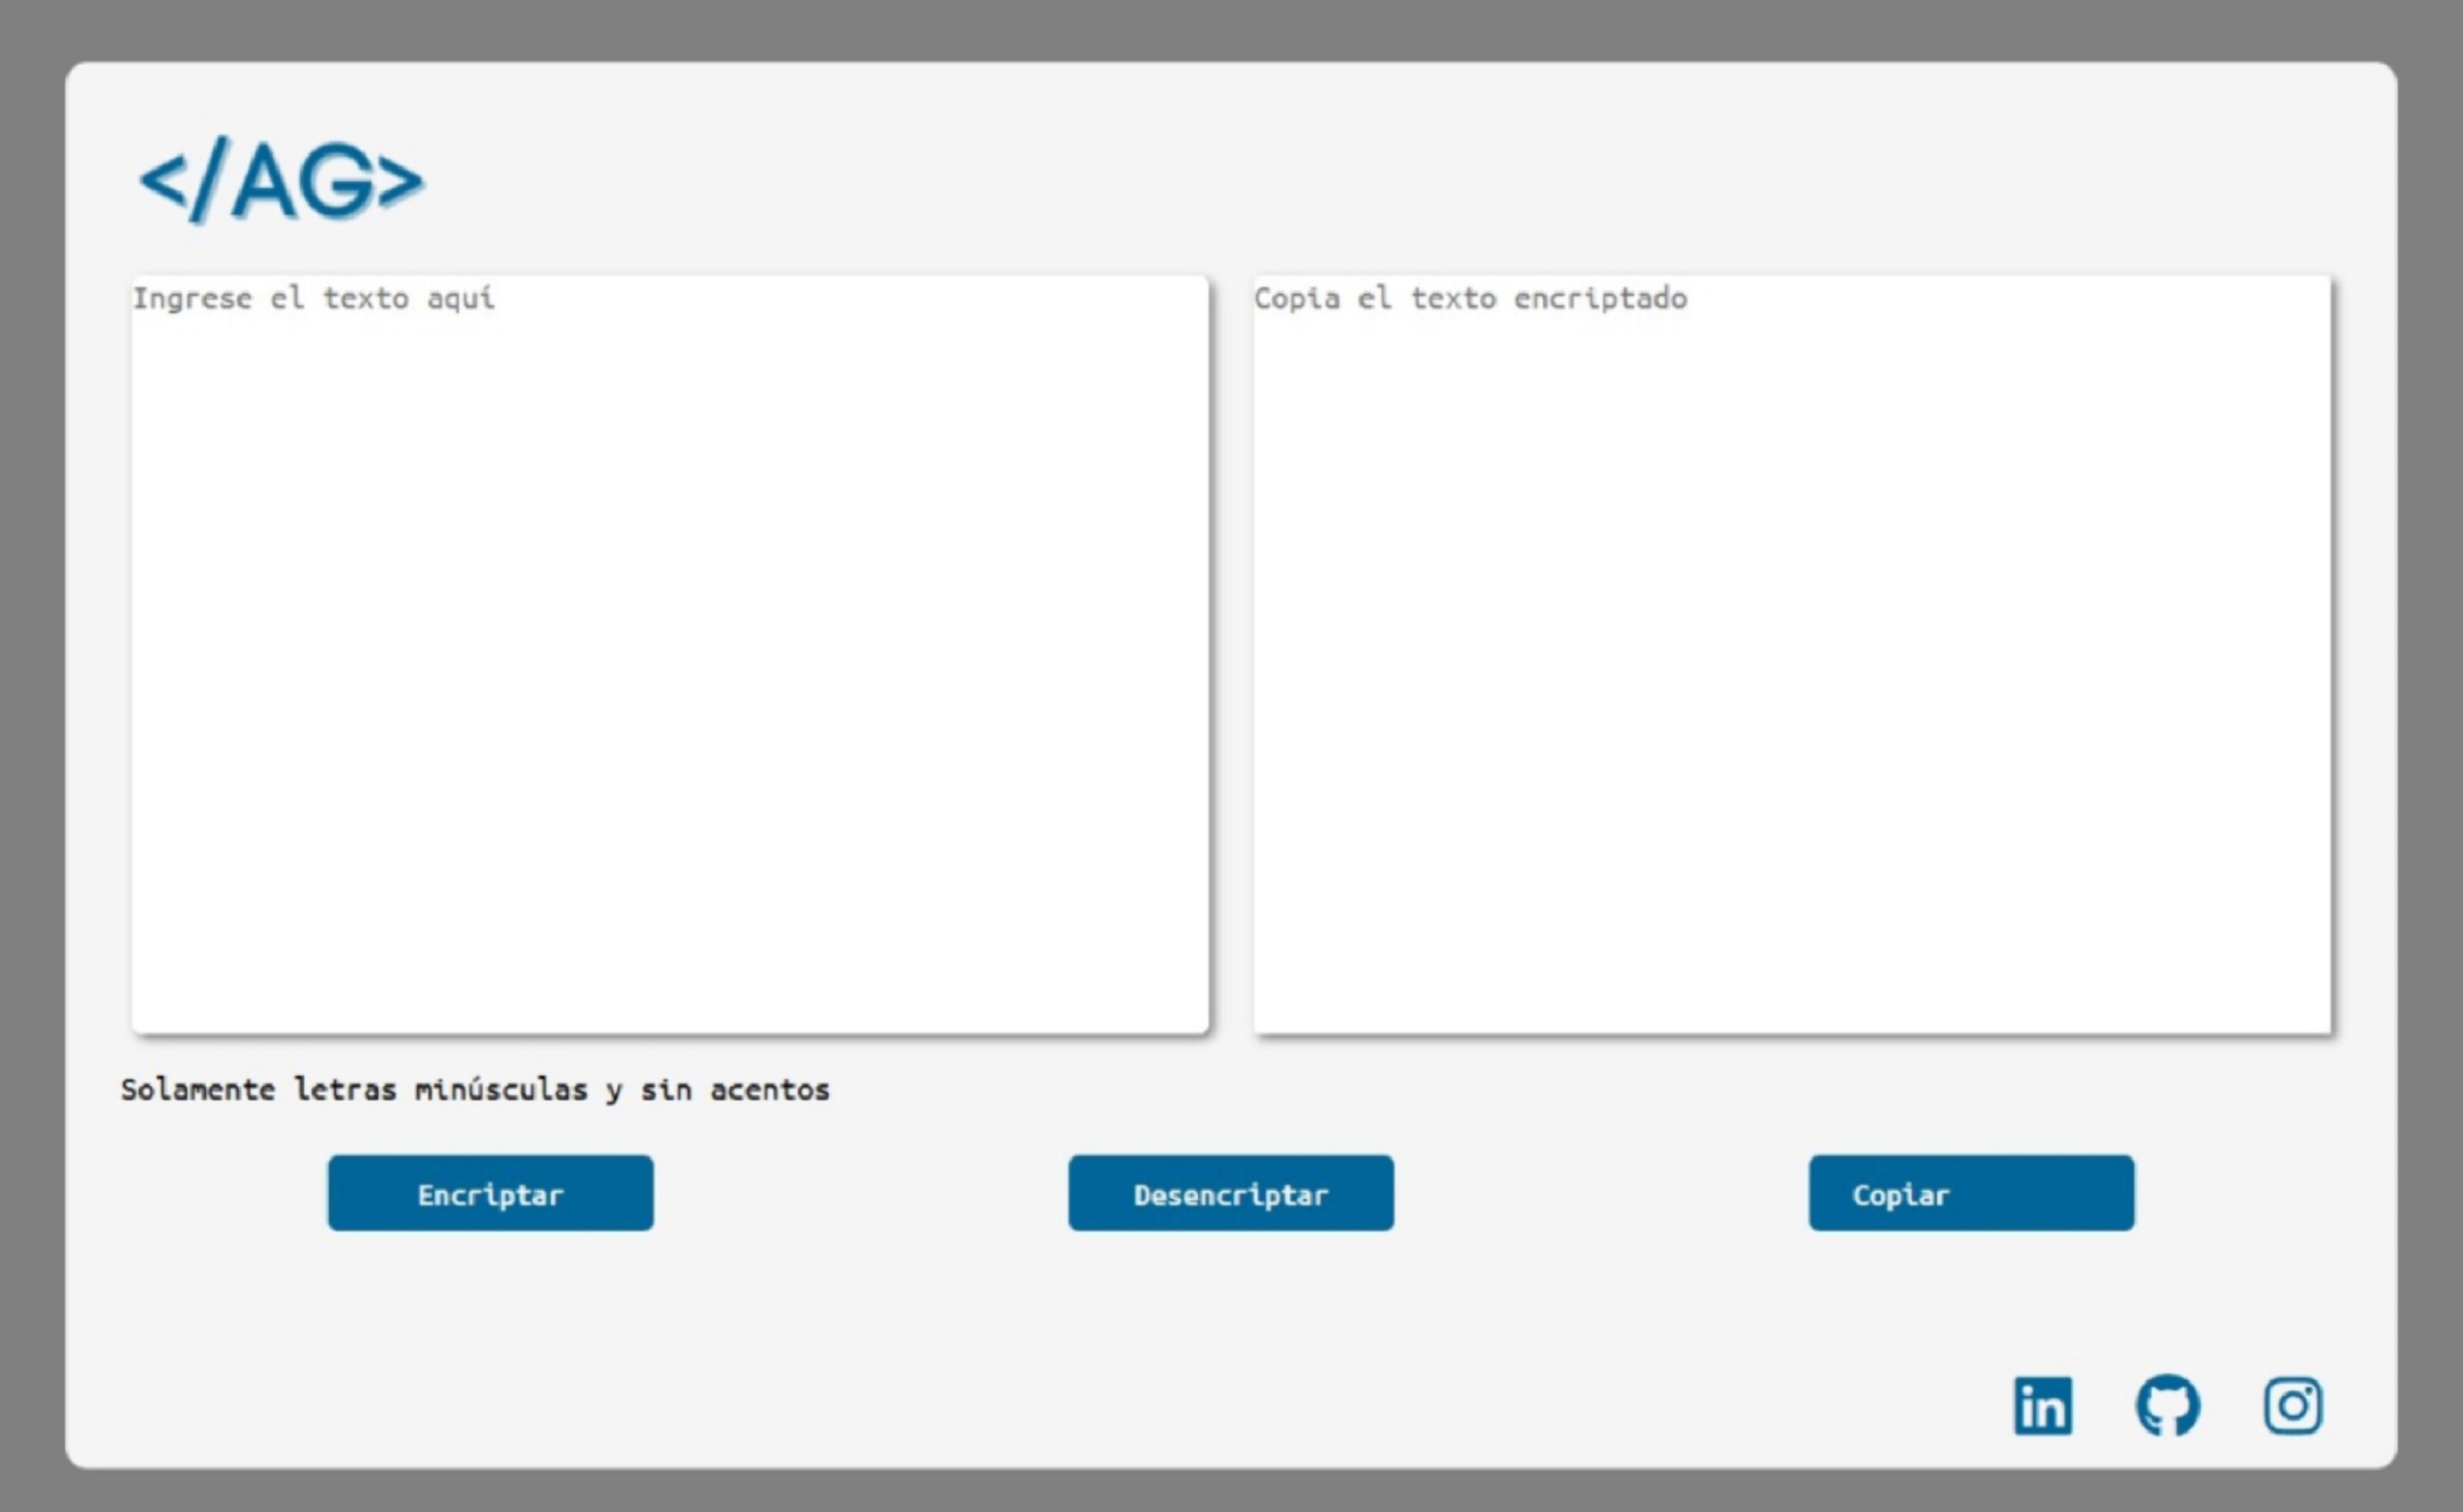 </AG>
Ingrese el texto aquí
Copia el texto encriptado
Solamente letras minúsculas y sin acentos
Encriptar
Desencriptar
Copiar
in